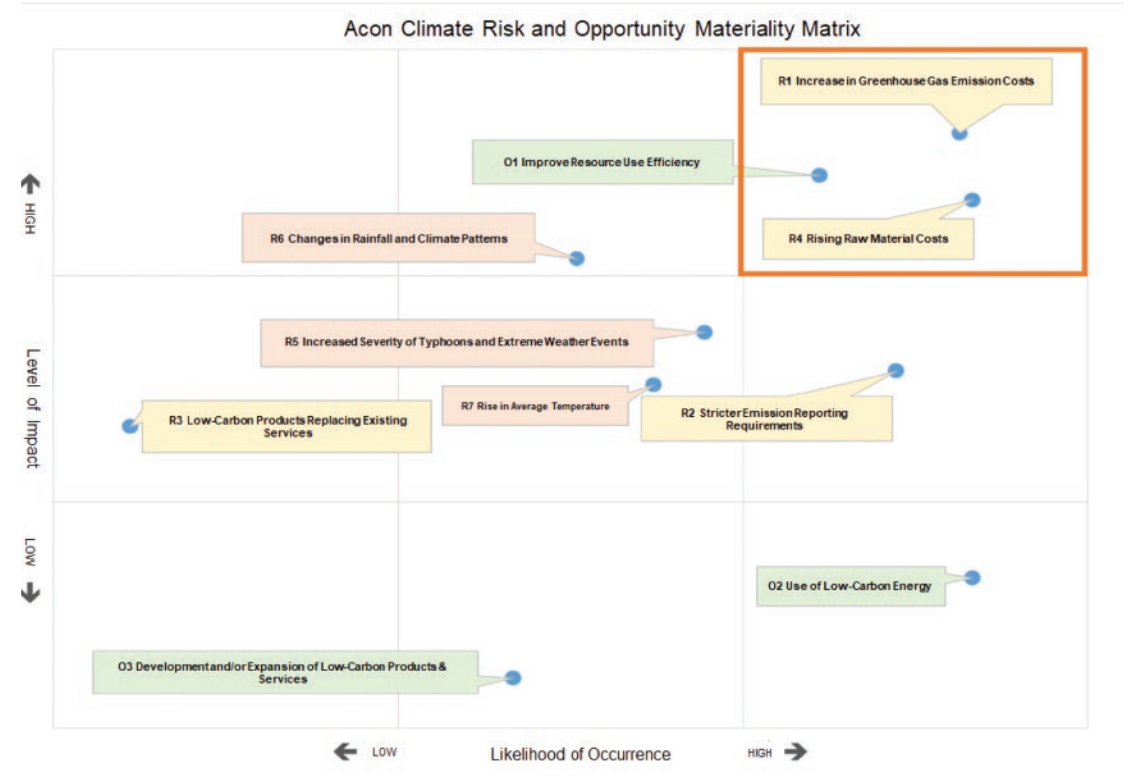 Acon Climate Risk and Opportunity Materiality Matrix
R1 Increase in Greenhouse Gas Emission Costs
O1 Improve Resource Use Efficiency
HIGH
R6 Changes in Rainfall and Climate Patterns
R4 Rising Raw Material Costs
R5 Increased Severity of Typhoons and Extreme Weather Events
Level of Impact
R7 Rise in Average Temperature
R3 Low-Carbon Products Replacing Existing
Services
R2 Stricter Emission Reporting
Requirements
LOW
O2 Use of Low-Carbon Energy
O3 Development and/or Expansion of Low-Carbon Products &
Services
LOW
Likelihood of Occurrence
HIGH